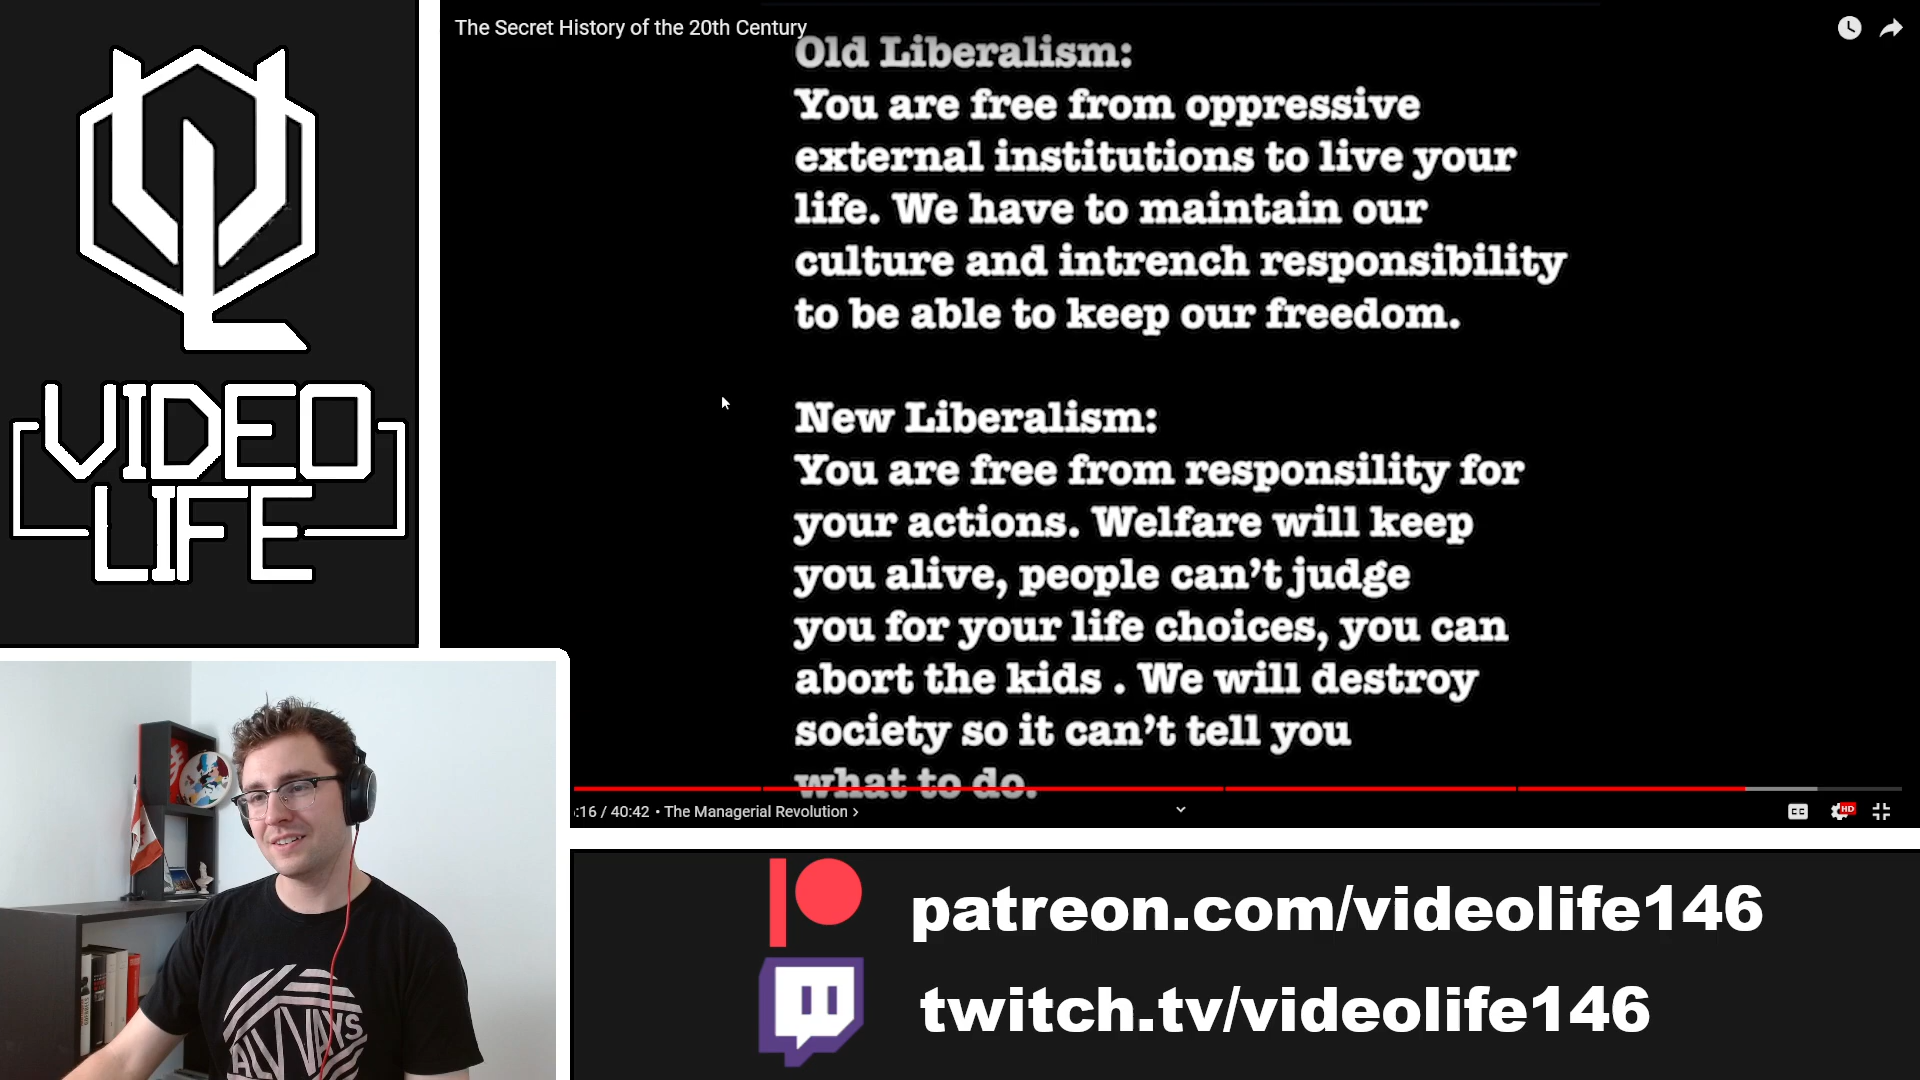 The Secret History of the 20th Century
Old Liberalism:
You are free from oppressive
external institutions to live your
life. We have to maintain our
culture and intrench responsibility
to be able to keep our freedom.
New Liberalism:
You are free from responsility for
your actions. Welfare will keep
you alive, people can't judge
you for your life choices, you can
abort the kids . We will destroy
society so it can't tell you
what to do.
:16 / 40:42 • The Managerial Revolution >
CC
HD
VIDEO
LIFE
ALVVAYS
patreon.com/videolife146
twitch.tv/videolife146